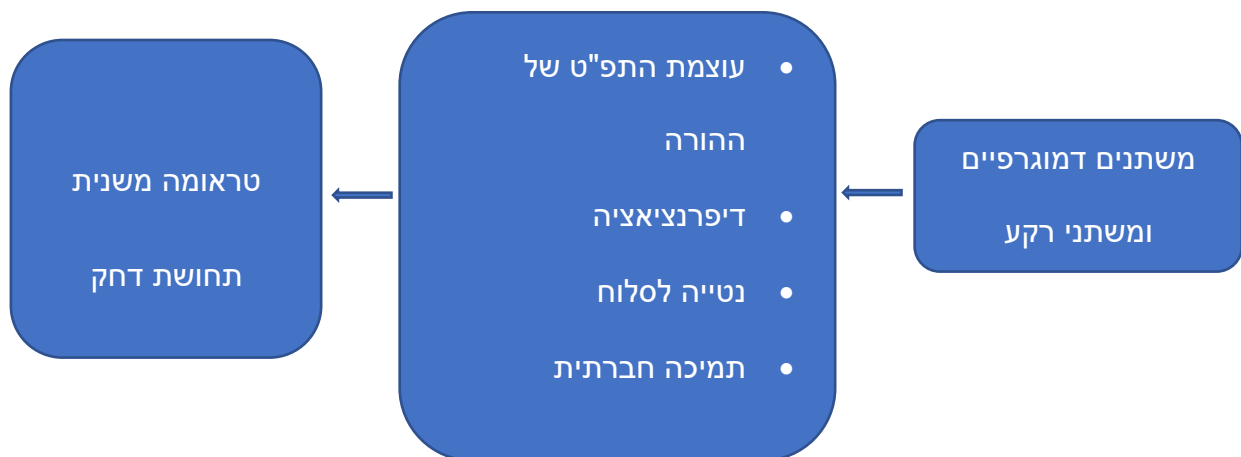 משתנים דמוגרפיים
ומשתני רקע
• עוצמת התפ"ט של
ההורה
• דיפרנציאציה
• נטייה לסלוח
• תמיכה חברתית
טראומה משנית
תחושת דחק